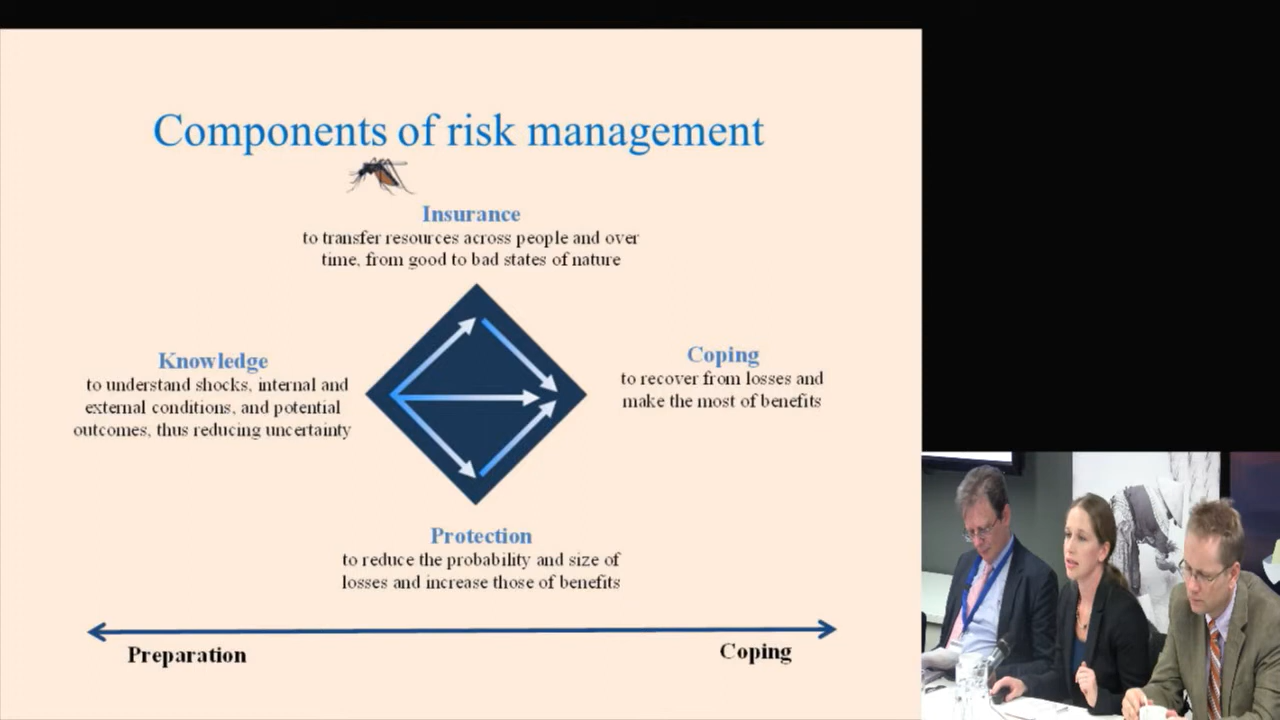 Components of risk management
Insurance
to transfer resources across people and over
time, from good to bad states of nature
Knowledge
to understand shocks, internal and
external conditions, and potential
outcomes, thus reducing uncertainty
Coping
to recover from losses and
make the most of benefits
Protection
to reduce the probability and size of
losses and increase those of benefits
Preparation
Coping